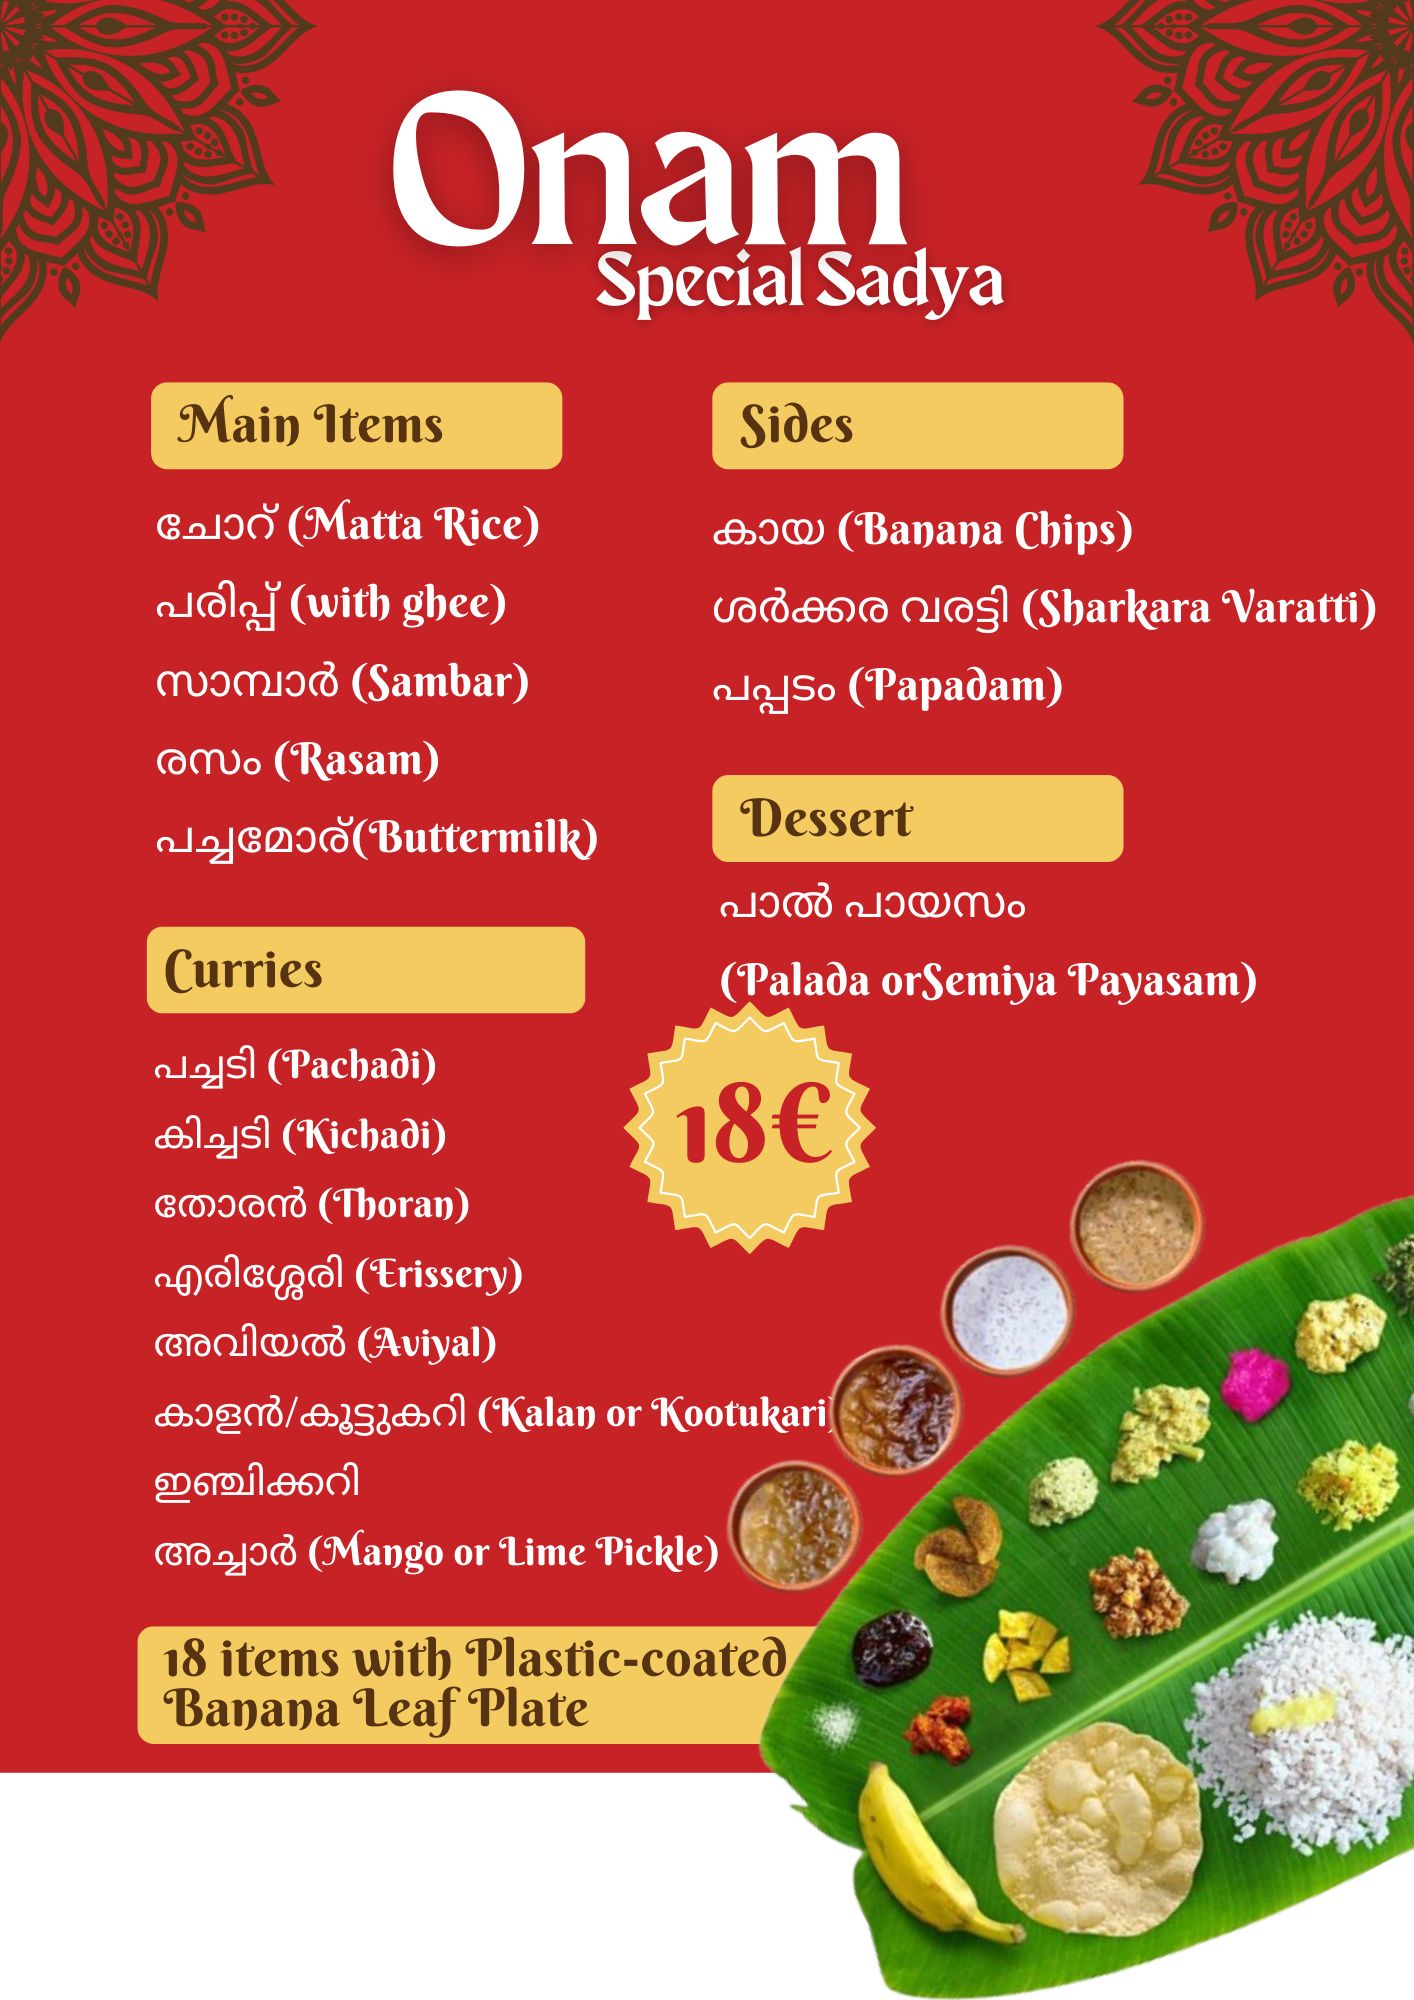 Onam
Special Sadya
Main Items
ചോറ് (Matta Rice)
പരിപ്പ് (with ghee)
സാമ്പാർ (Sambar)
രസം (Rasam)
പച്ചമോര്(Buttermilk)
Curries
പച്ചടി (Pachadi)
കിച്ചടി (Kichadi)
തോരൻ (Thoran)
എരിശ്ശേരി (Erissery)
അവിയൽ (Aviyal)
കാളൻ/കൂട്ടുകറി (Kalan or Kootukari)
ഇഞ്ചിക്കറി
അച്ചാർ (Mango or Lime Pickle)
Sides
കായ (Banana Chips)
ശർക്കര വരട്ടി (Sharkara Varatti)
പപ്പടം (Papadam)
Dessert
പാൽ പായസം
(Palada orSemiya Payasam)
18€
18 items with Plastic-coated
Banana Leaf Plate